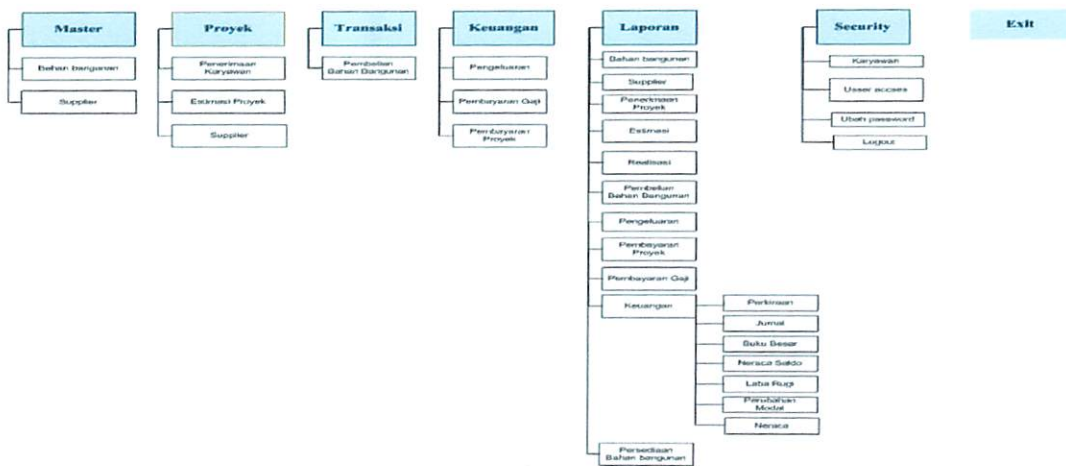 Master
Bahan bangunan
Supplier
Proyek
Penerimaan
Karyawan
Estimasi Proyek
Supplier
Transaksi
Pembelian
Bahan Bangunan
Keuangan
Pengeluaran
Pembayaran Gaji
Pembayaran
Proyek
Laporan
Bahan bangunan
Supplier
Penerimaan
Proyek
Estimasi
Realisasi
Pembelian
Bahan Bangunan
Pengeluaran
Pembayaran
Proyek
Pembayaran Gaji
Keuangan
Perkiraan
Jurnal
Buku Besar
Neraca Saldo
Laba Rugi
Perubahan
Modal
Neraca
Persediaan
Bahan bangunan
Security
Karyawan
Usser acces
Ubah password
Logout
Exit